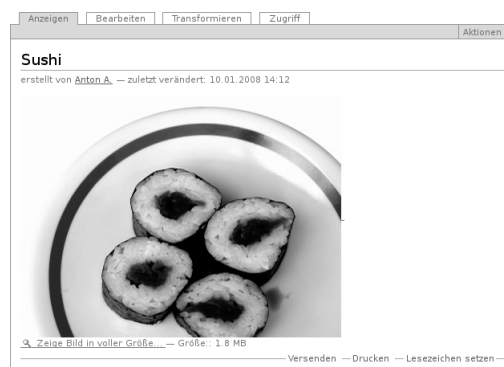 Anzeigen Bearbeiten Transformieren Zugriff
Aktionen
Sushi
erstellt von Anton A. — zuletzt verändert: 10.01.2008 14:12
Zeige Bild in voller Größe... — Größe:: 1.8 MB
Versenden — Drucken — Lesezeichen setzen —